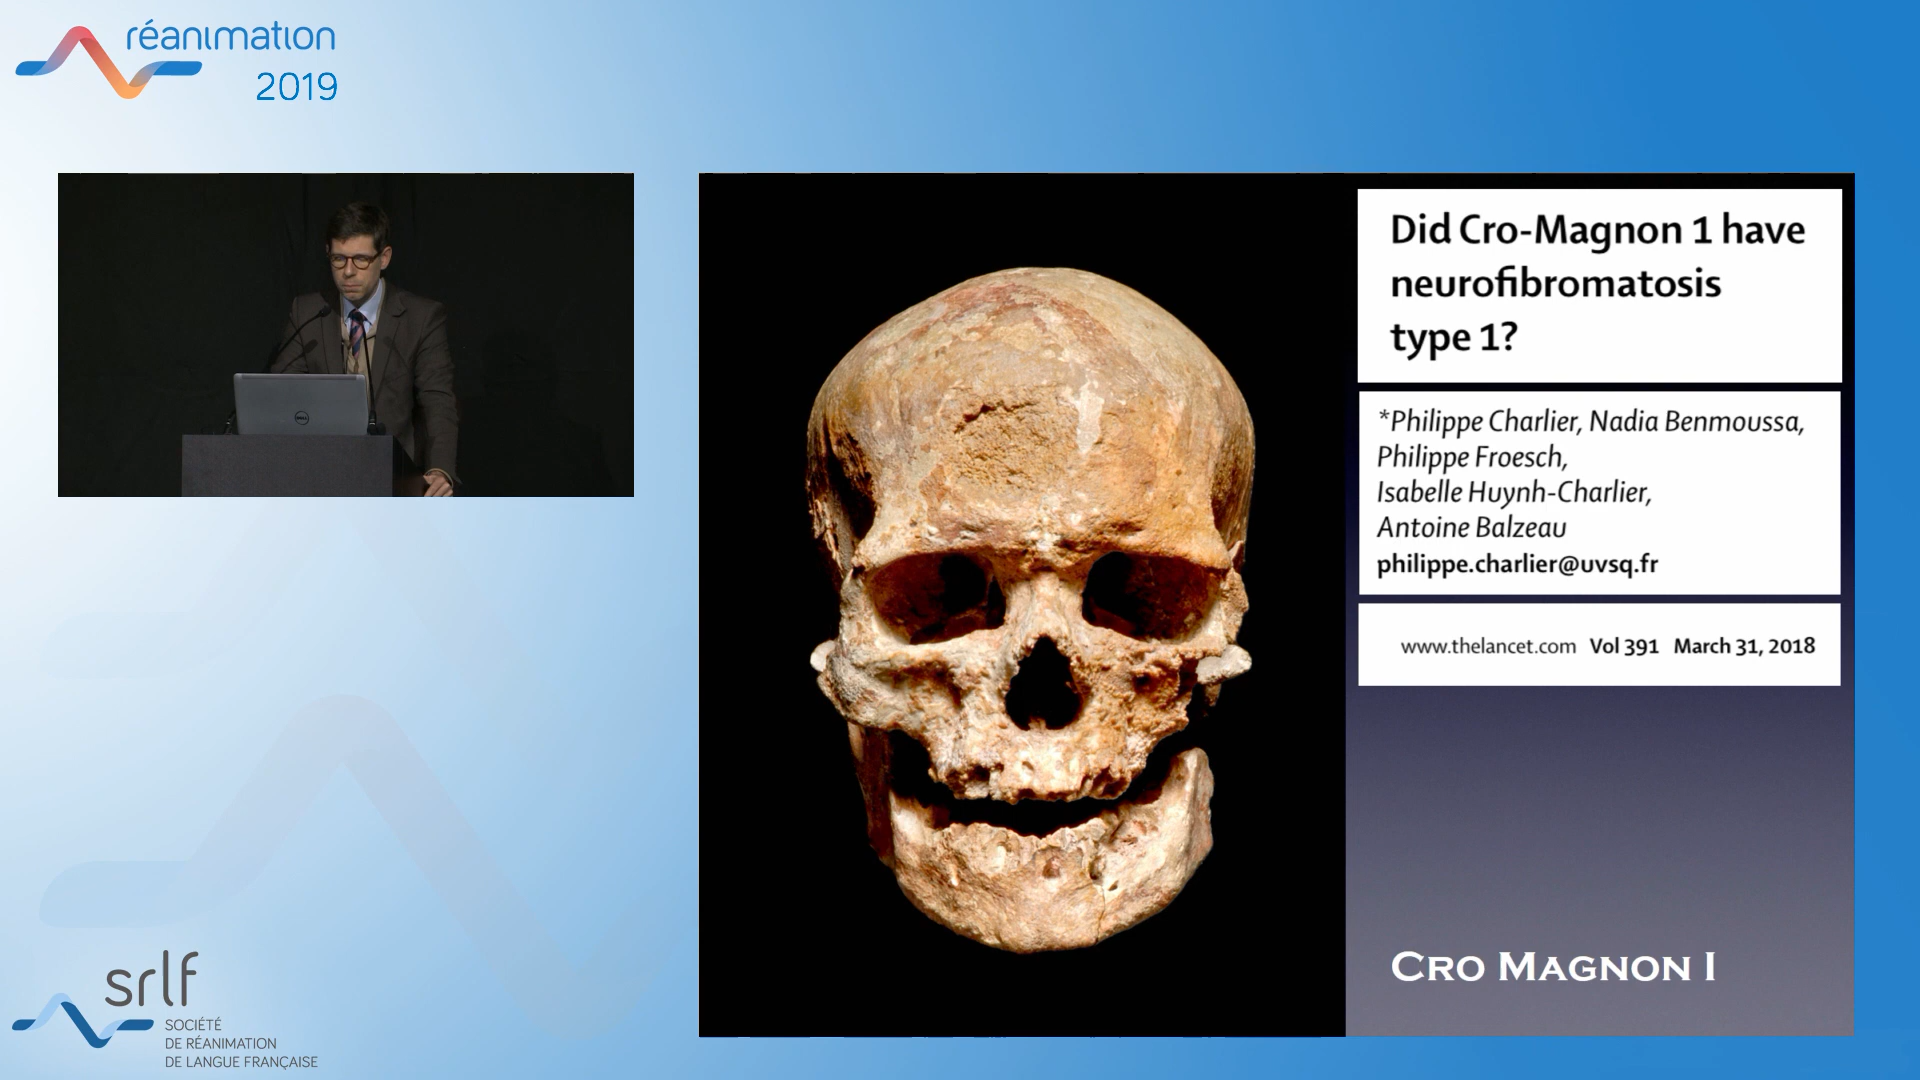 réanimation
2019
Did Cro-Magnon 1 have
neurofibromatosis
type 1?
*Philippe Charlier, Nadia Benmoussa,
Philippe Froesch,
Isabelle Huynh-Charlier,
Antoine Balzeau
philippe.charlier@uvsq.fr
www.thelancet.com Vol 391 March 31, 2018
CRO MAGNON I
srlf
SOCIÉTÉ
DE RÉANIMATION
DE LANGUE FRANÇAISE
DELL